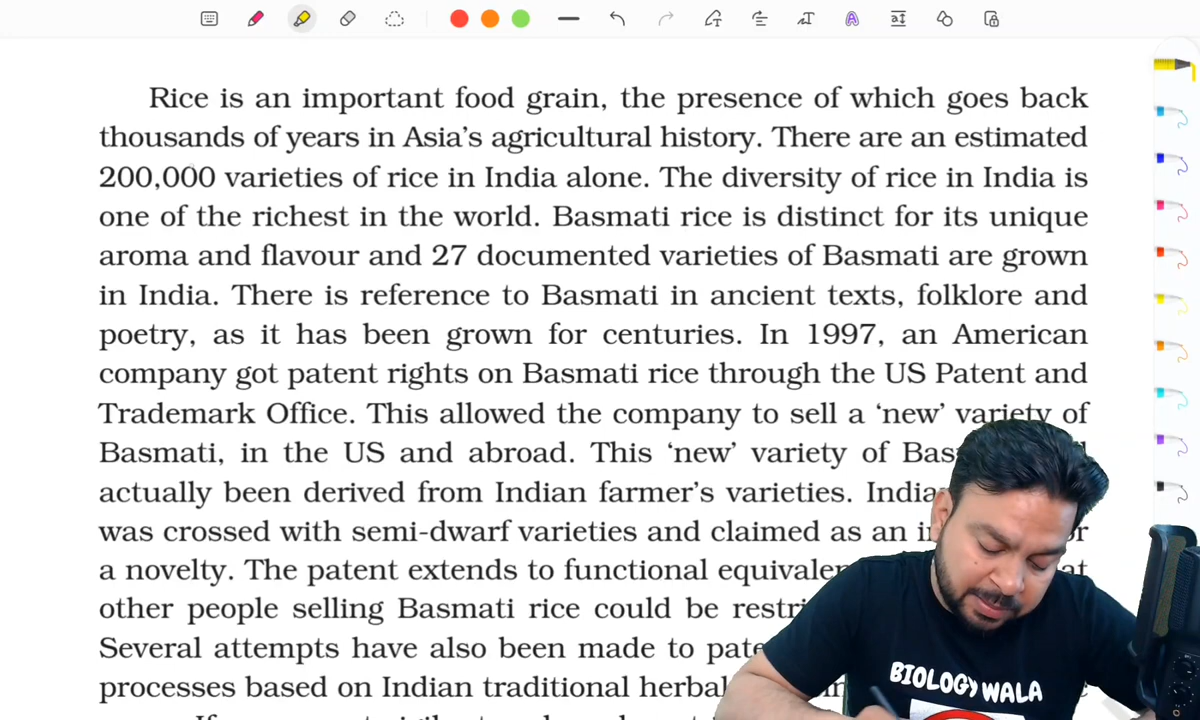 Rice is an important food grain, the presence of which goes back
thousands of years in Asia's agricultural history. There are an estimated
200,000 varieties of rice in India alone. The diversity of rice in India is
one of the richest in the world. Basmati rice is distinct for its unique
aroma and flavour and 27 documented varieties of Basmati are grown
in India. There is reference to Basmati in ancient texts, folklore and
poetry, as it has been grown for centuries. In 1997, an American
company got patent rights on Basmati rice through the US Patent and
Trademark Office. This allowed the company to sell a ‘new’ variety of
Basmati, in the US and abroad. This ‘new’ variety of
actually been derived from Indian farmer's varieties.
was crossed with semi-dwarf varieties and claimed as an
a novelty. The patent extends to functional
other people selling Basmati rice could be
Several attempts have also been made to
processes based on Indian traditional herbal
BIOLOGY WALA